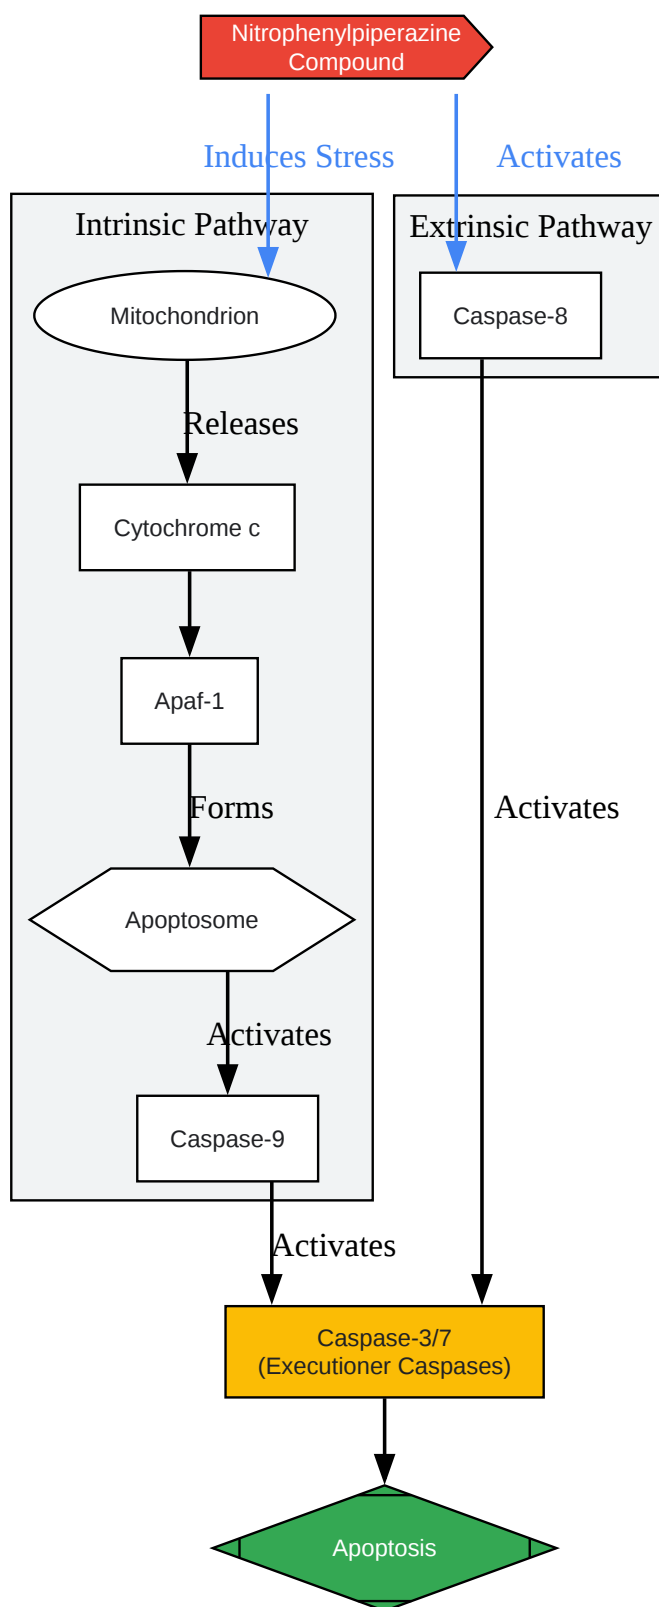 Nitrophenylpiperazine
Compound
Induces Stress
Activates
Intrinsic Pathway
Extrinsic Pathway
Mitochondrion
Caspase-8
Releases
Cytochrome c
Apaf-1
Forms
Activates
Apoptosome
Activates
Caspase-9
Activates
Caspase-3/7
(Executioner Caspases)
Apoptosis